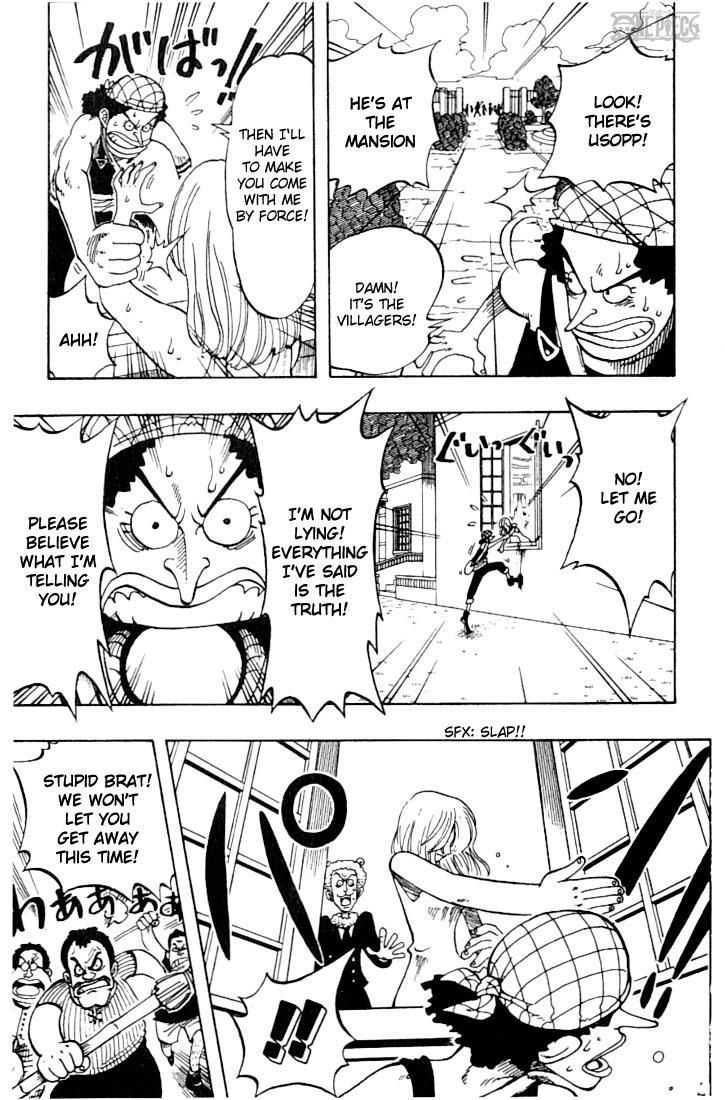 ONE PIECE
LOOK!
THERE'S
USOPP!
HE'S AT
THE
MANSION
DAMN!
IT'S THE
VILLAGERS!
がばっ!!
THEN I'LL
HAVE
TO MAKE
YOU COME
WITH ME
BY FORCE!
AHH!
NO!
LET ME
GO!
ぐいっぐいっ
I'M NOT
LYING!
EVERYTHING
I'VE SAID
IS THE
TRUTH!
PLEASE
BELIEVE
WHAT I'M
TELLING
YOU!
SFX: SLAP!!
パン
!!
STUPID BRAT!
WE WON'T
LET YOU
GET AWAY
THIS TIME!
わあああああ